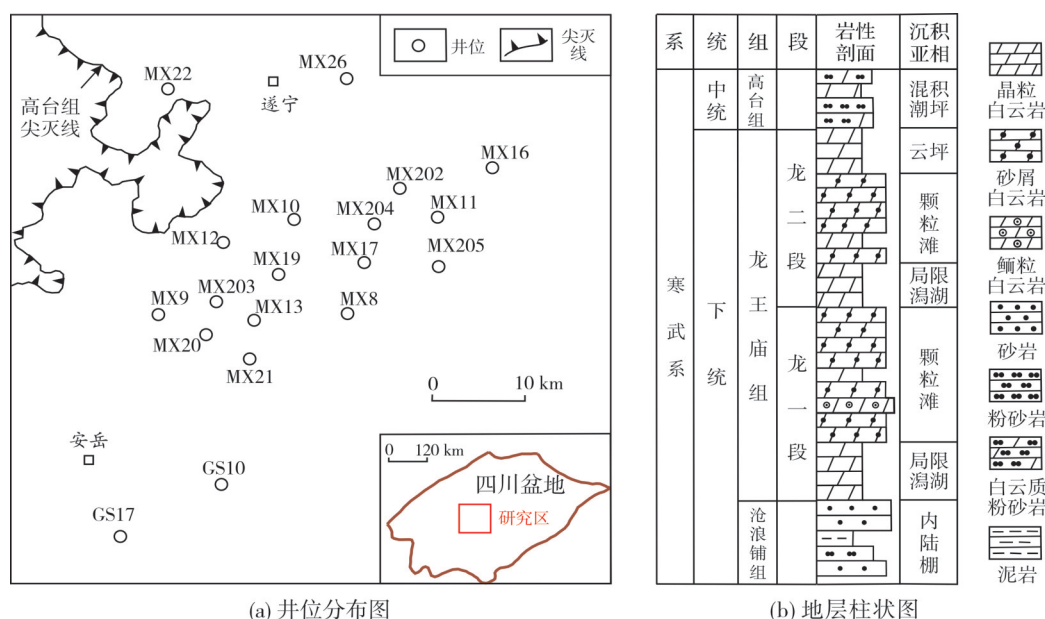 井位
尖灭
线
MX22
MX26
遂宁
高台组
尖灭线
MX16
MX202
MX10
MX204
MX11
MX12
MX17
MX205
MX19
MX203
MX9
MX13
MX8
MX20
MX21
0 10 km
安岳
GS10
GS17
0 120 km
四川盆地
研究区
(a) 井位分布图
系
统
组
段
岩性
剖面
沉积
亚相
寒武系
中统
下统
高台组
龙王庙组
沧浪铺组
龙二段
龙一段
混积
潮坪
云坪
颗粒滩
局限
潟湖
颗粒滩
局限
潟湖
内陆棚
(b) 地层柱状图
晶粒
白云岩
砂屑
白云岩
鲕粒
白云岩
砂岩
粉砂岩
白云质
粉砂岩
泥岩